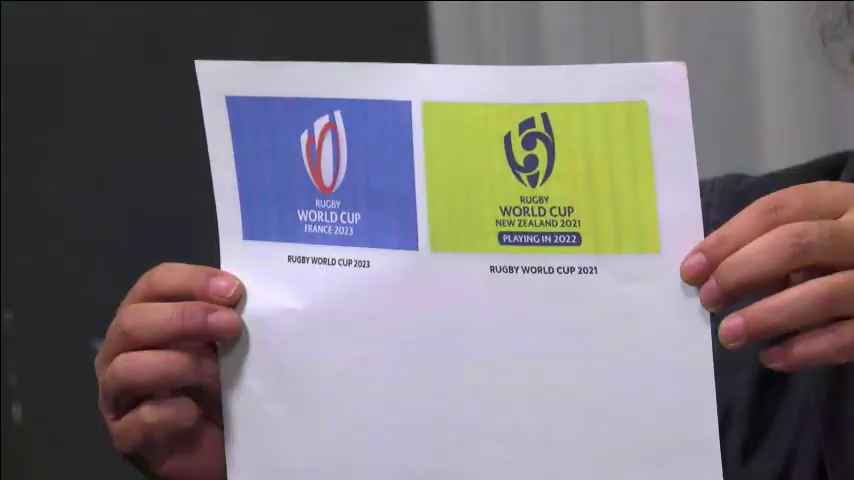 RUGBY
WORLD CUP
FRANCE 2023
RUGBY WORLD CUP 2023
RUGBY
WORLD CUP
NEW ZEALAND 2021
PLAYING IN 2022
RUGBY WORLD CUP 2021